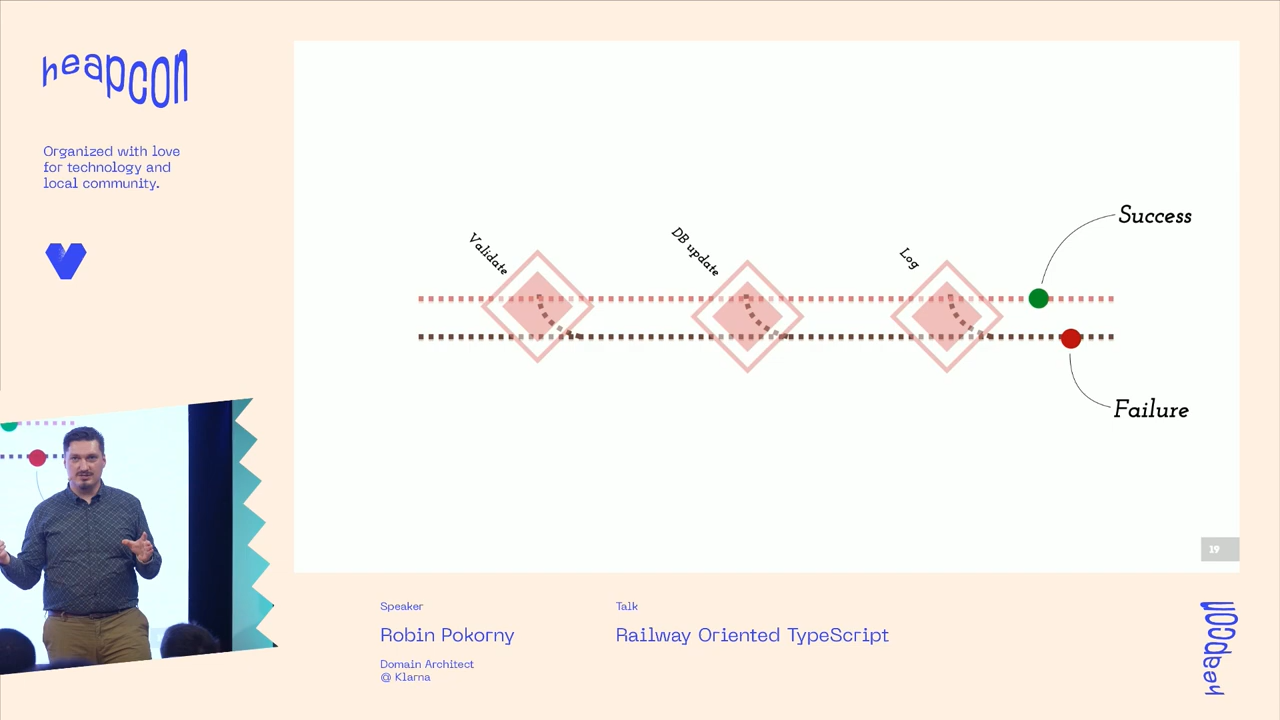 heapcon
Organized with love
for technology and
local community.
Success
Validate
DB update
Log
Failure
19
Speaker
Robin Pokorny
Domain Architect
@ Klarna
Talk
Railway Oriented TypeScript
heapcon